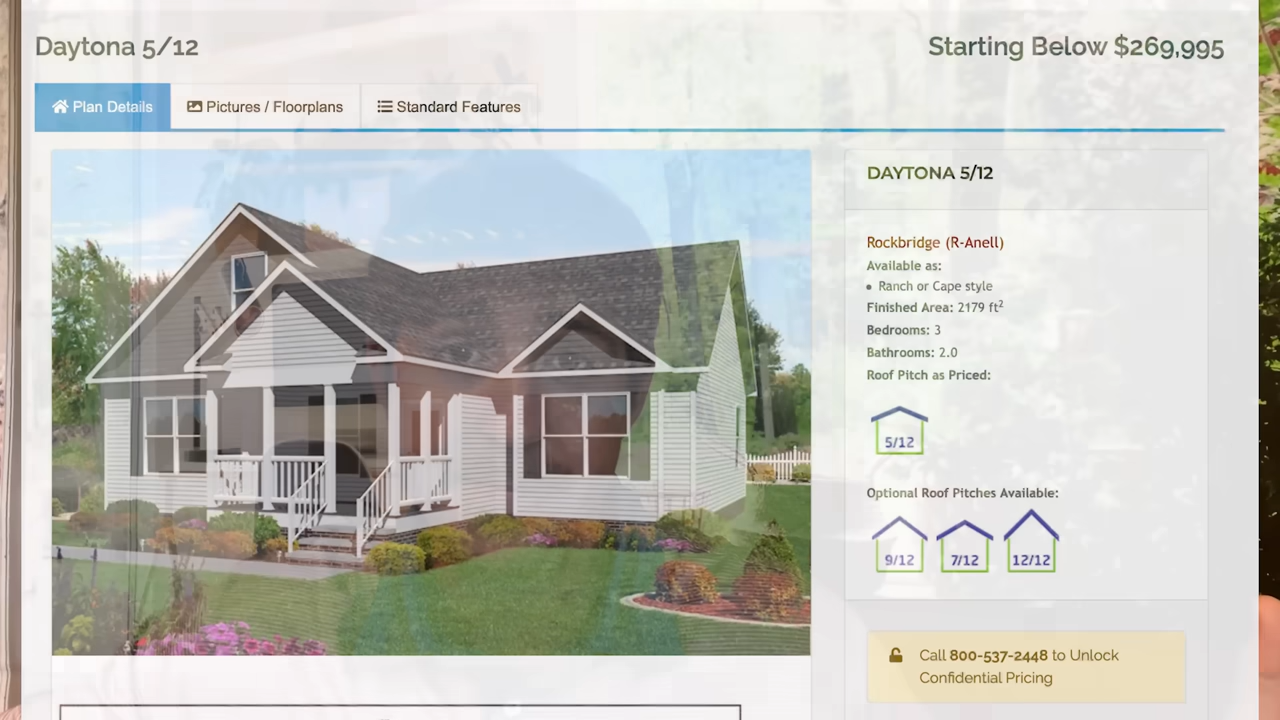 Daytona 5/12
Starting Below $269,995
Plan Details
Pictures / Floorplans
Standard Features
DAYTONA 5/12
Rockbridge (R-Anell)
Available as:
• Ranch or Cape style
Finished Area: 2179 ft²
Bedrooms: 3
Bathrooms: 2.0
Roof Pitch as Priced:
5/12
Optional Roof Pitches Available:
9/12
7/12
12/12
Call 800-537-2448 to Unlock
Confidential Pricing